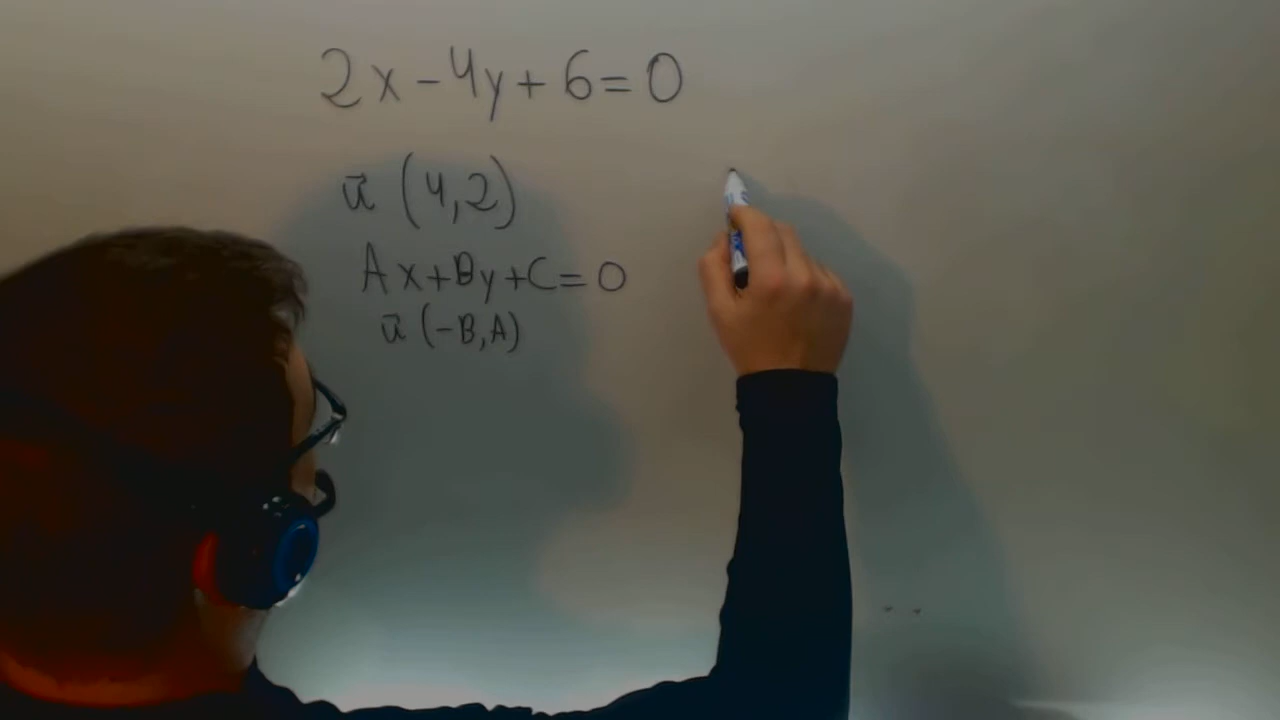 2x-4y+6=0
u⃗ (4,2)
Ax+By+C=0
u⃗ (-B,A)